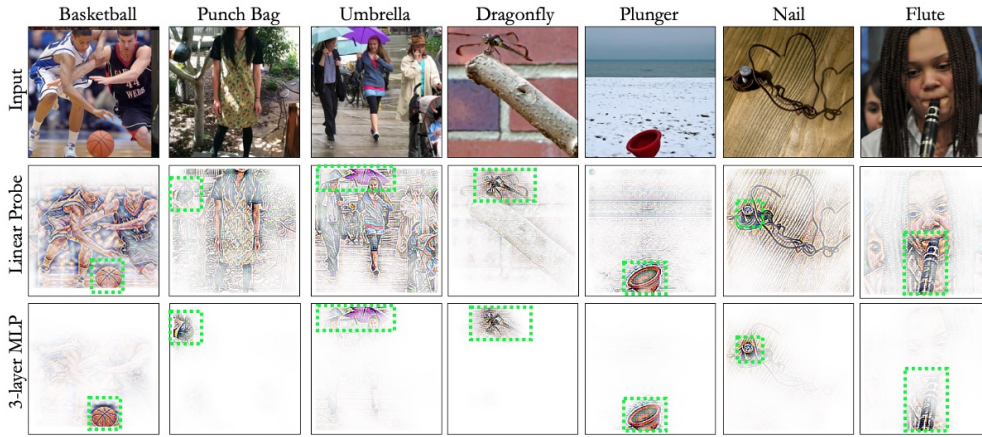 Basketball Punch Bag Umbrella Dragonfly Plunger Nail Flute
Input
Linear Probe
3-layer MLP